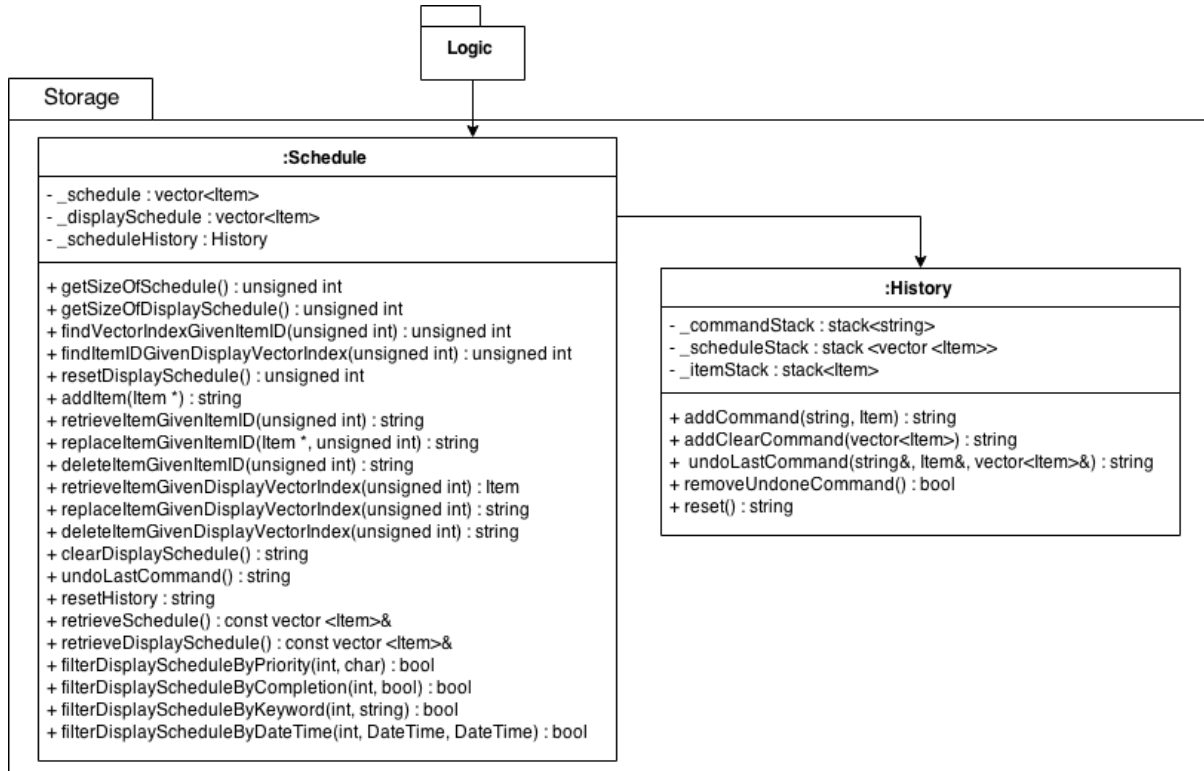 Logic
Storage
:Schedule
- _schedule : vector<Item>
- _displaySchedule : vector<Item>
- _scheduleHistory : History
+ getSizeOfSchedule() : unsigned int
+ getSizeOfDisplaySchedule() : unsigned int
+ findVectorIndexGivenItemID(unsigned int) : unsigned int
+ findItemIDGivenDisplayVectorIndex(unsigned int) : unsigned int
+ resetDisplaySchedule() : unsigned int
+ addItem(Item *) : string
+ retrieveItemGivenItemID(unsigned int) : string
+ replaceItemGivenItemID(Item *, unsigned int) : string
+ deleteItemGivenItemID(unsigned int) : string
+ retrieveItemGivenDisplayVectorIndex(unsigned int) : Item
+ replaceItemGivenDisplayVectorIndex(unsigned int) : string
+ deleteItemGivenDisplayVectorIndex(unsigned int) : string
+ clearDisplaySchedule() : string
+ undoLastCommand() : string
+ resetHistory : string
+ retrieveSchedule() : const vector <Item>&
+ retrieveDisplaySchedule() : const vector <Item>&
+ filterDisplayScheduleByPriority(int, char) : bool
+ filterDisplayScheduleByCompletion(int, bool) : bool
+ filterDisplayScheduleByKeyword(int, string) : bool
+ filterDisplayScheduleByDateTime(int, DateTime, DateTime) : bool
:History
- _commandStack : stack<string>
- _scheduleStack : stack <vector <Item>>
- _itemStack : stack<Item>
+ addCommand(string, Item) : string
+ addClearCommand(vector<Item>) : string
+ undoLastCommand(string&, Item&, vector<Item>&) : string
+ removeUndoneCommand() : bool
+ reset() : string